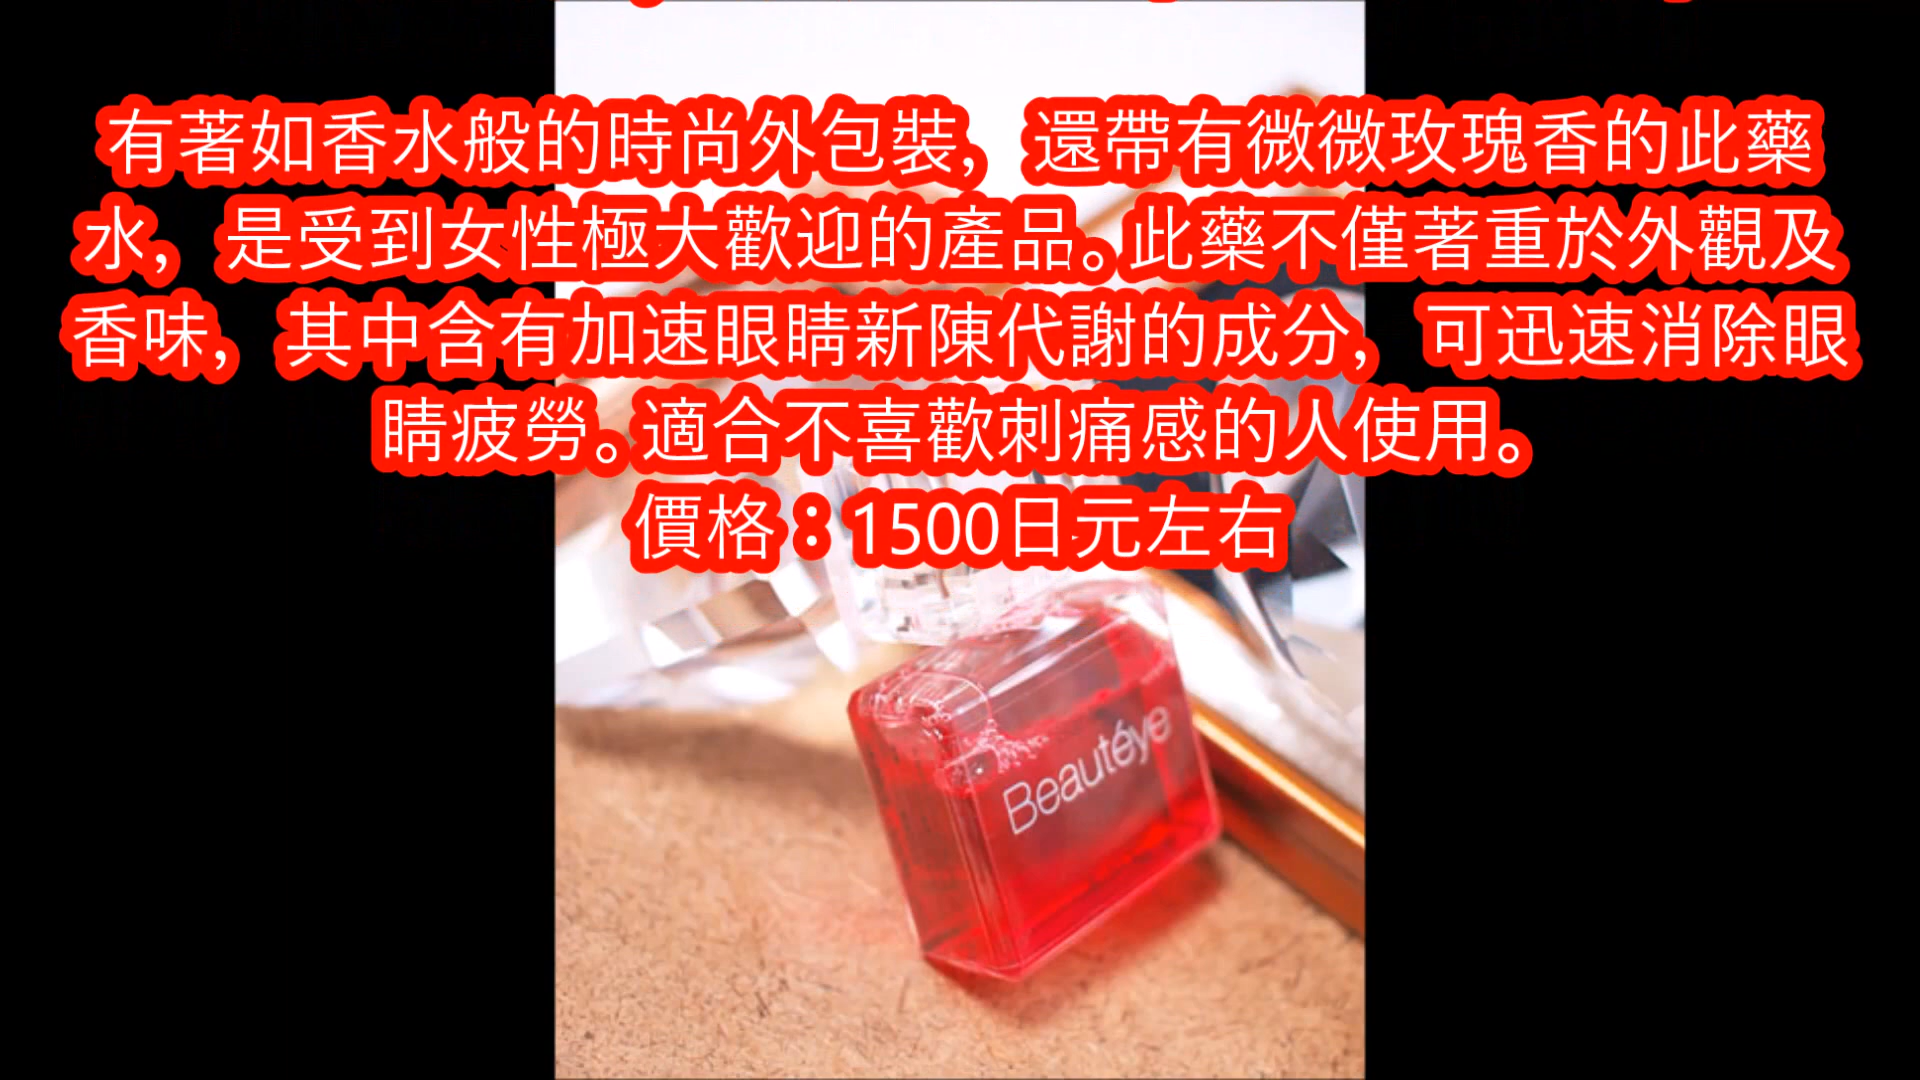 有著如香水般的時尚外包裝，還帶有微微玫瑰香的此藥
水，是受到女性極大歡迎的產品。此藥不僅著重於外觀及
香味，其中含有加速眼睛新陳代謝的成分，可迅速消除眼
睛疲勞。適合不喜歡刺痛感的人使用。
價格：1500日元左右
Beautéye